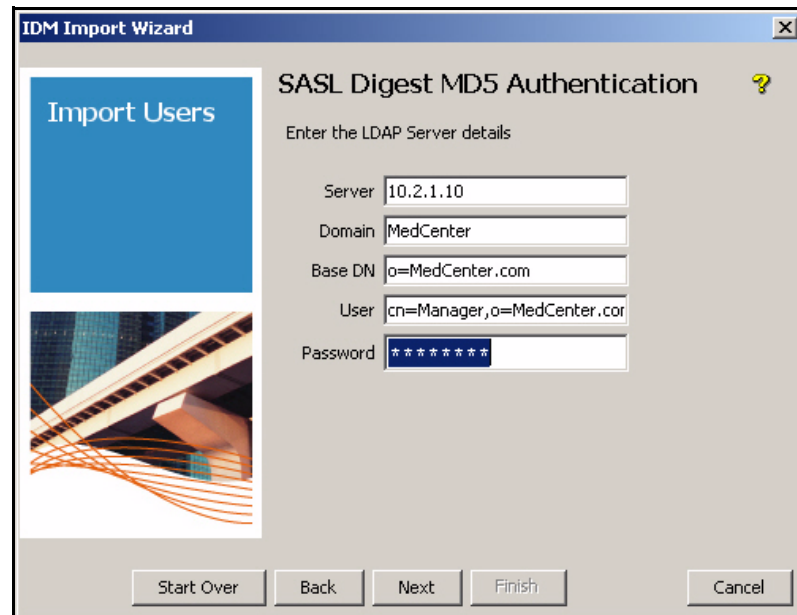 IDM Import Wizard
Import Users
SASL Digest MD5 Authentication
Enter the LDAP Server details
Server 10.2.1.10
Domain MedCenter
Base DN o=MedCenter.com
User cn=Manager,o=MedCenter.cor
Password ********
Start Over Back Next Finish Cancel